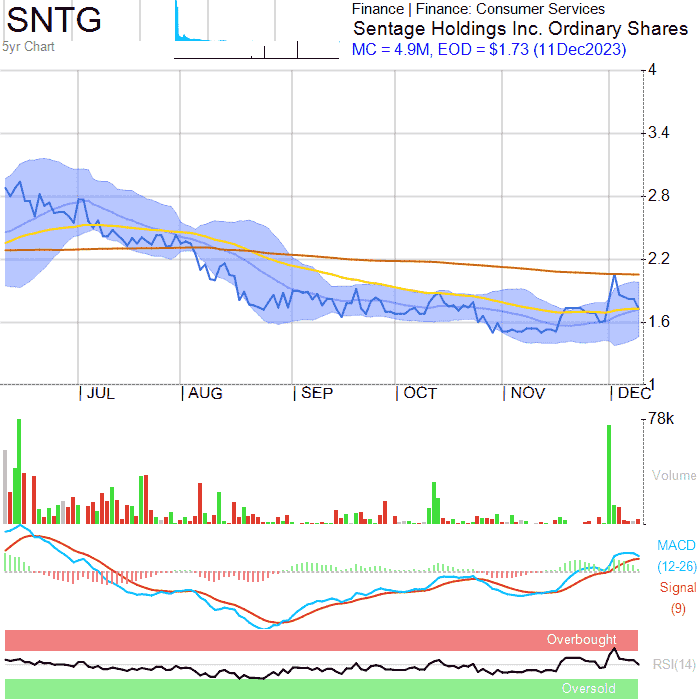 SNTG
5yr Chart
Finance | Finance: Consumer Services
Sentage Holdings Inc. Ordinary Shares
MC = 4.9M, EOD = $1.73 (11Dec2023)
4
3.4
2.8
2.2
1.6
1
JUL AUG SEP OCT NOV DEC
78k
Volume
MACD
(12-26)
Signal
(9)
Overbought
RSI(14)
Oversold